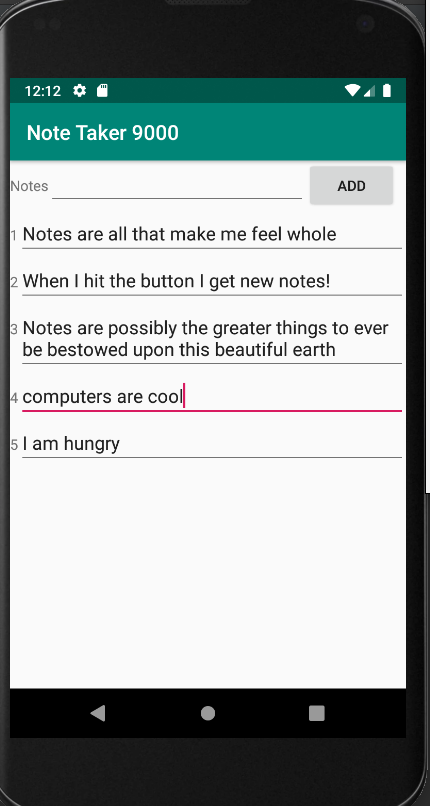 12:12
Note Taker 9000
Notes
ADD
1 Notes are all that make me feel whole
2 When I hit the button I get new notes!
3 Notes are possibly the greater things to ever
be bestowed upon this beautiful earth
4 computers are cool
5 I am hungry